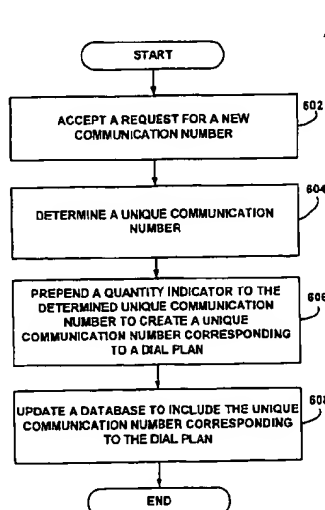 START
ACCEPT A REQUEST FOR A NEW
COMMUNICATION NUMBER
602
DETERMINE A UNIQUE COMMUNICATION
NUMBER
604
PREPEND A QUANTITY INDICATOR TO THE
DETERMINED UNIQUE COMMUNICATION
NUMBER TO CREATE A UNIQUE
COMMUNICATION NUMBER CORRESPONDING
TO A DIAL PLAN
606
UPDATE A DATABASE TO INCLUDE THE UNIQUE
COMMUNICATION NUMBER CORRESPONDING
TO THE DIAL PLAN
608
END